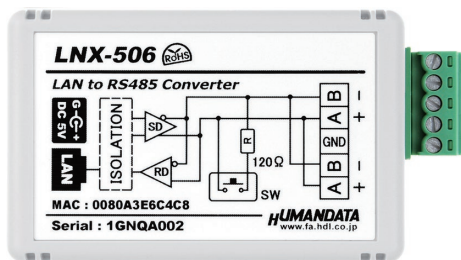 LNX-506 RoHS
LAN to RS485 Converter
G + DC 5V
LAN
ISOLATION
SD
RD
R
120Ω
SW
B −
A +
GND
B −
A +
MAC : 0080A3E6C4C8
Serial : 1GNQA002
HUMANDATA
www.fa.hdl.co.jp